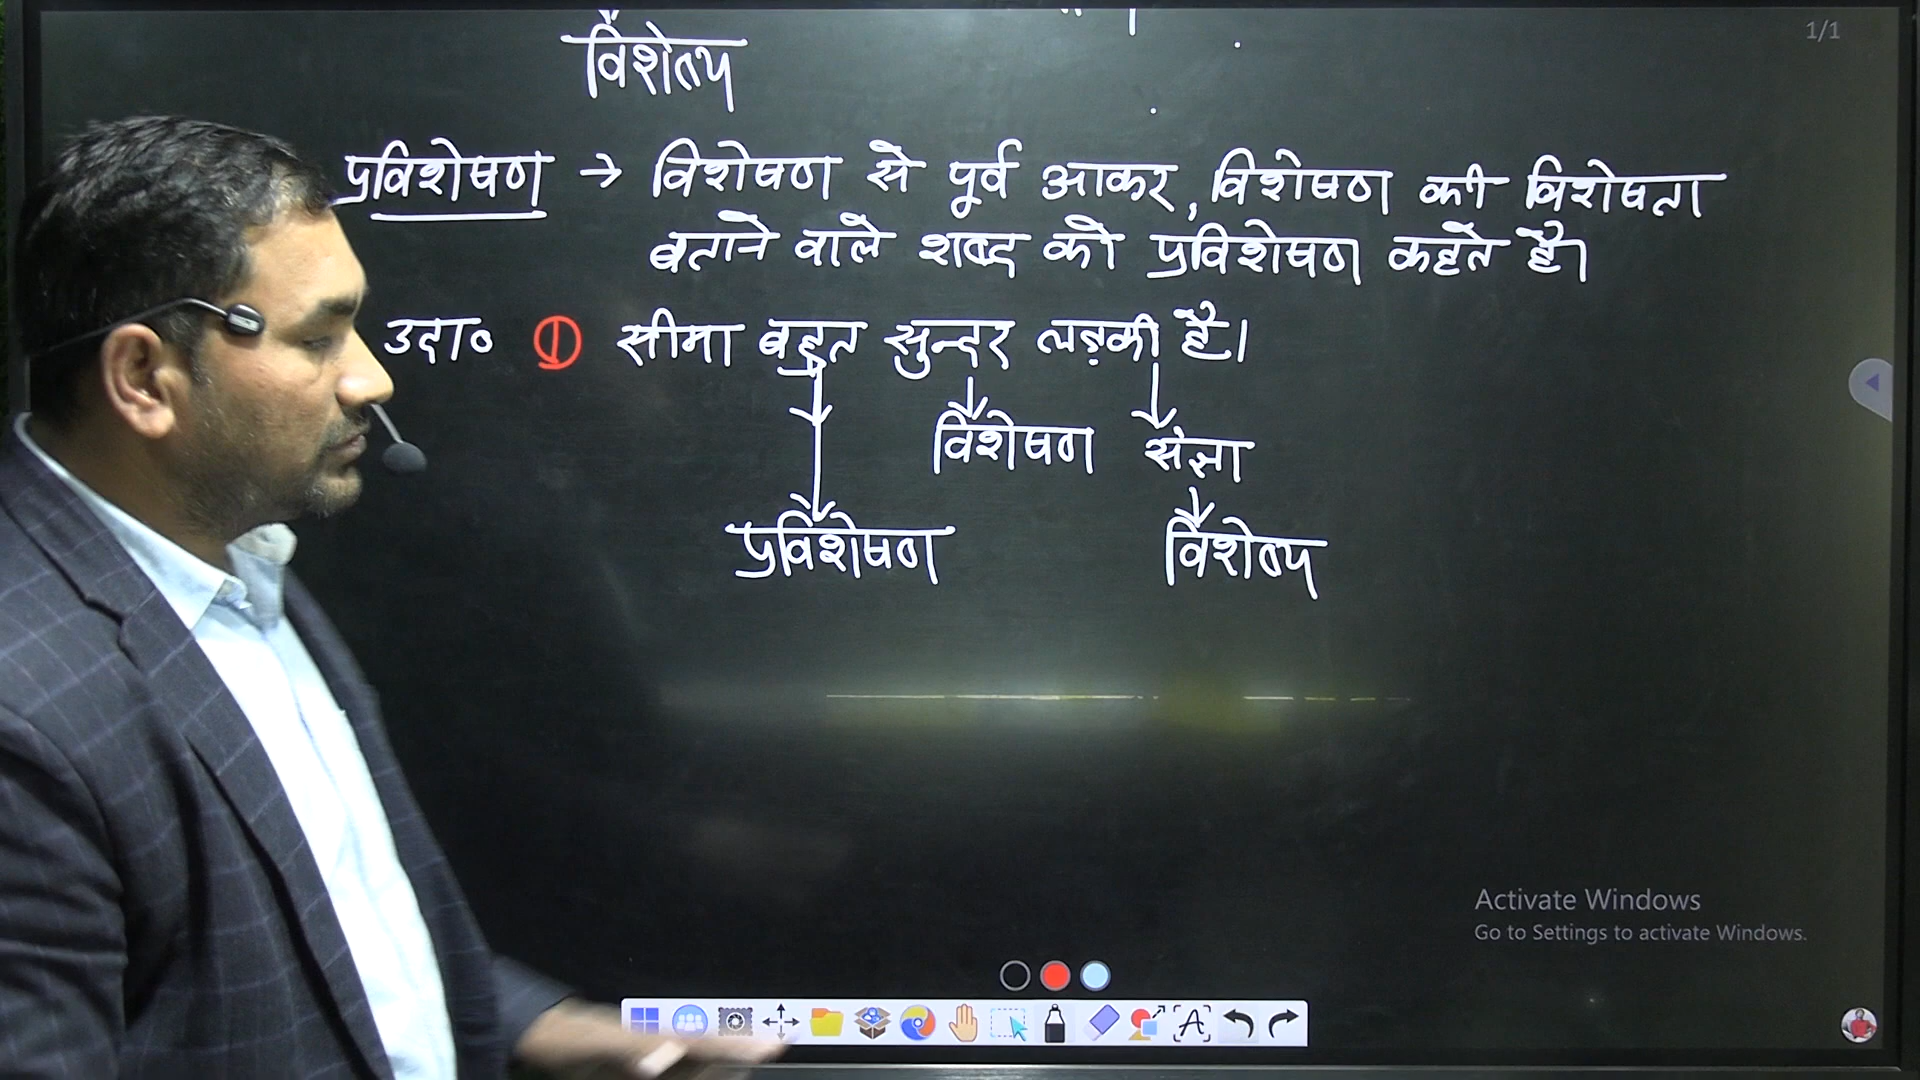 1/1
विशेष्य
प्रविशेषण → विशेषण से पूर्व आकर, विशेषण की विशेषता
बताने वाले शब्द को प्रविशेषण कहते है।
उदा० ① सीमा बहुत सुन्दर लड़की है।
विशेषण संज्ञा
प्रविशेषण विशेष्य
Activate Windows
Go to Settings to activate Windows.